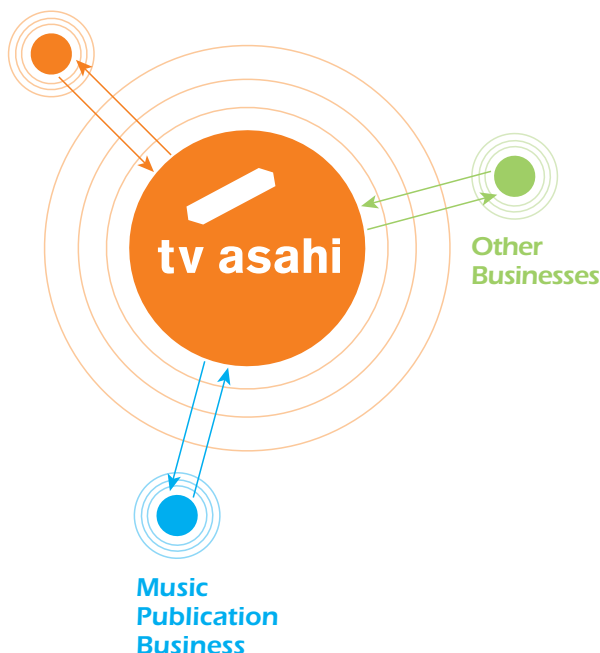 tv asahi
Other
Businesses
Music
Publication
Business